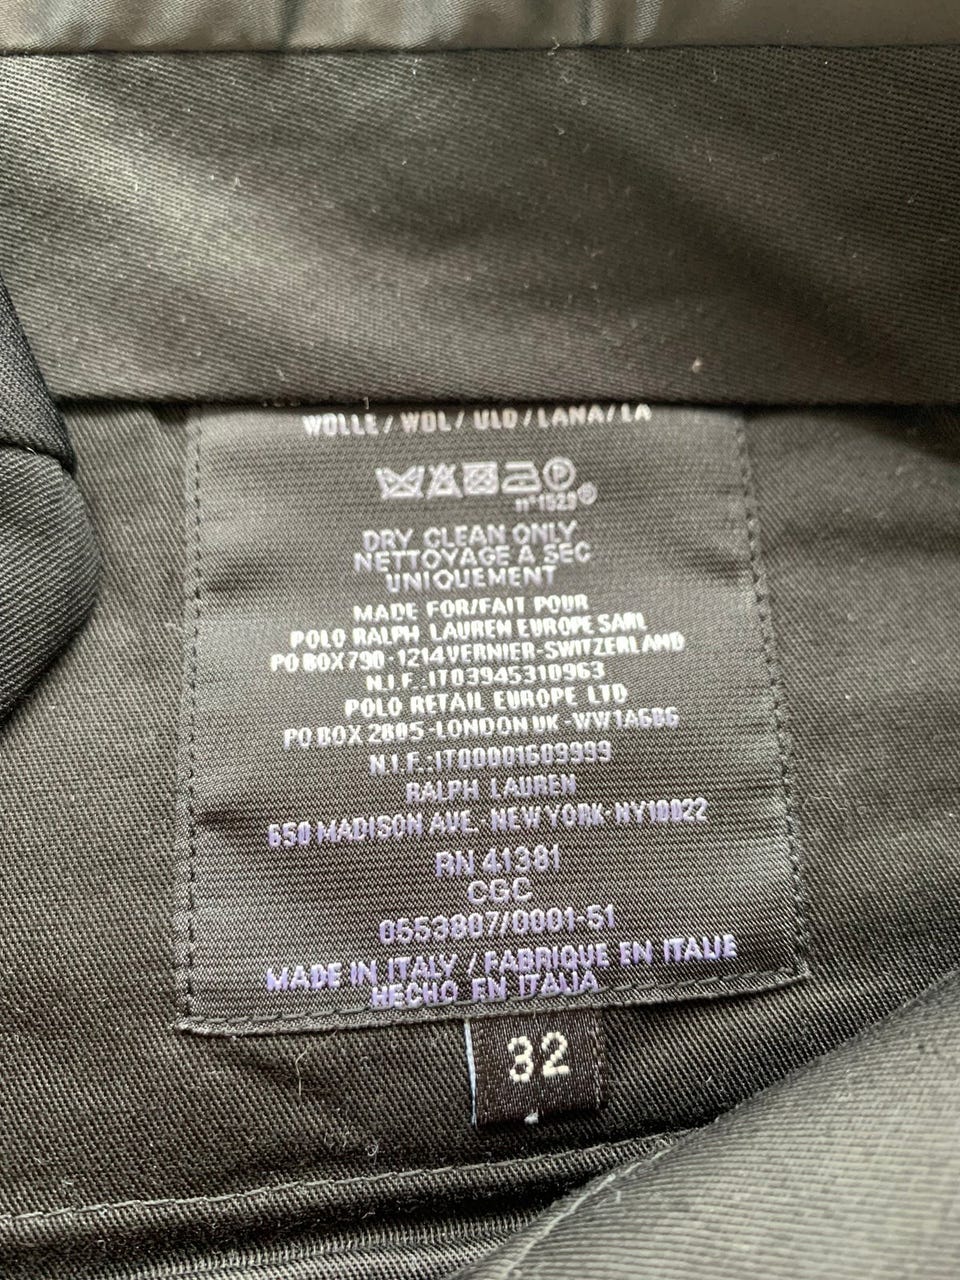 WOLLE / WOL / ULD / LANA / LA
P
11*1529®
DRY CLEAN ONLY
NETTOYAGE A SEC
UNIQUEMENT
MADE FOR/FAIT POUR
POLO RALPH LAUREN EUROPE SARL
PO BOX 790 - 1214 VERNIER - SWITZERLAND
N.I.F.:IT03945310963
POLO RETAIL EUROPE LTD
PO BOX 2805 - LONDON UK - WW1A6BG
N.I.F.:IT00001609999
RALPH LAUREN
650 MADISON AVE. NEW YORK - NY10022
RN 41381
CGC
0553807/0001-51
MADE IN ITALY / FABRIQUE EN ITALIE
HECHO EN ITALIA
32